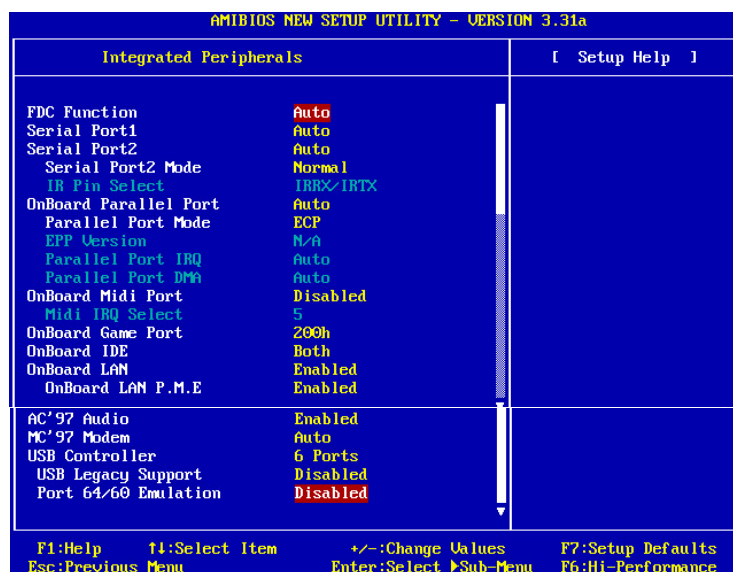 AMIBIOS NEW SETUP UTILITY - VERSION 3.31a
Integrated Peripherals [ Setup Help ]
FDC Function Auto
Serial Port1 Auto
Serial Port2 Auto
Serial Port2 Mode Normal
IR Pin Select IRRX/IRTX
OnBoard Parallel Port Auto
Parallel Port Mode ECP
EPP Version N/A
Parallel Port IRQ Auto
Parallel Port DMA Auto
OnBoard Midi Port Disabled
Midi IRQ Select 5
OnBoard Game Port 200h
OnBoard IDE Both
OnBoard LAN Enabled
OnBoard LAN P.M.E Enabled
AC'97 Audio Enabled
MC'97 Modem Auto
USB Controller 6 Ports
USB Legacy Support Disabled
Port 64/60 Emulation Disabled
F1:Help ↑↓:Select Item +/-:Change Values F7:Setup Defaults
Esc:Previous Menu Enter:Select ▶Sub-Menu F6:Hi-Performance